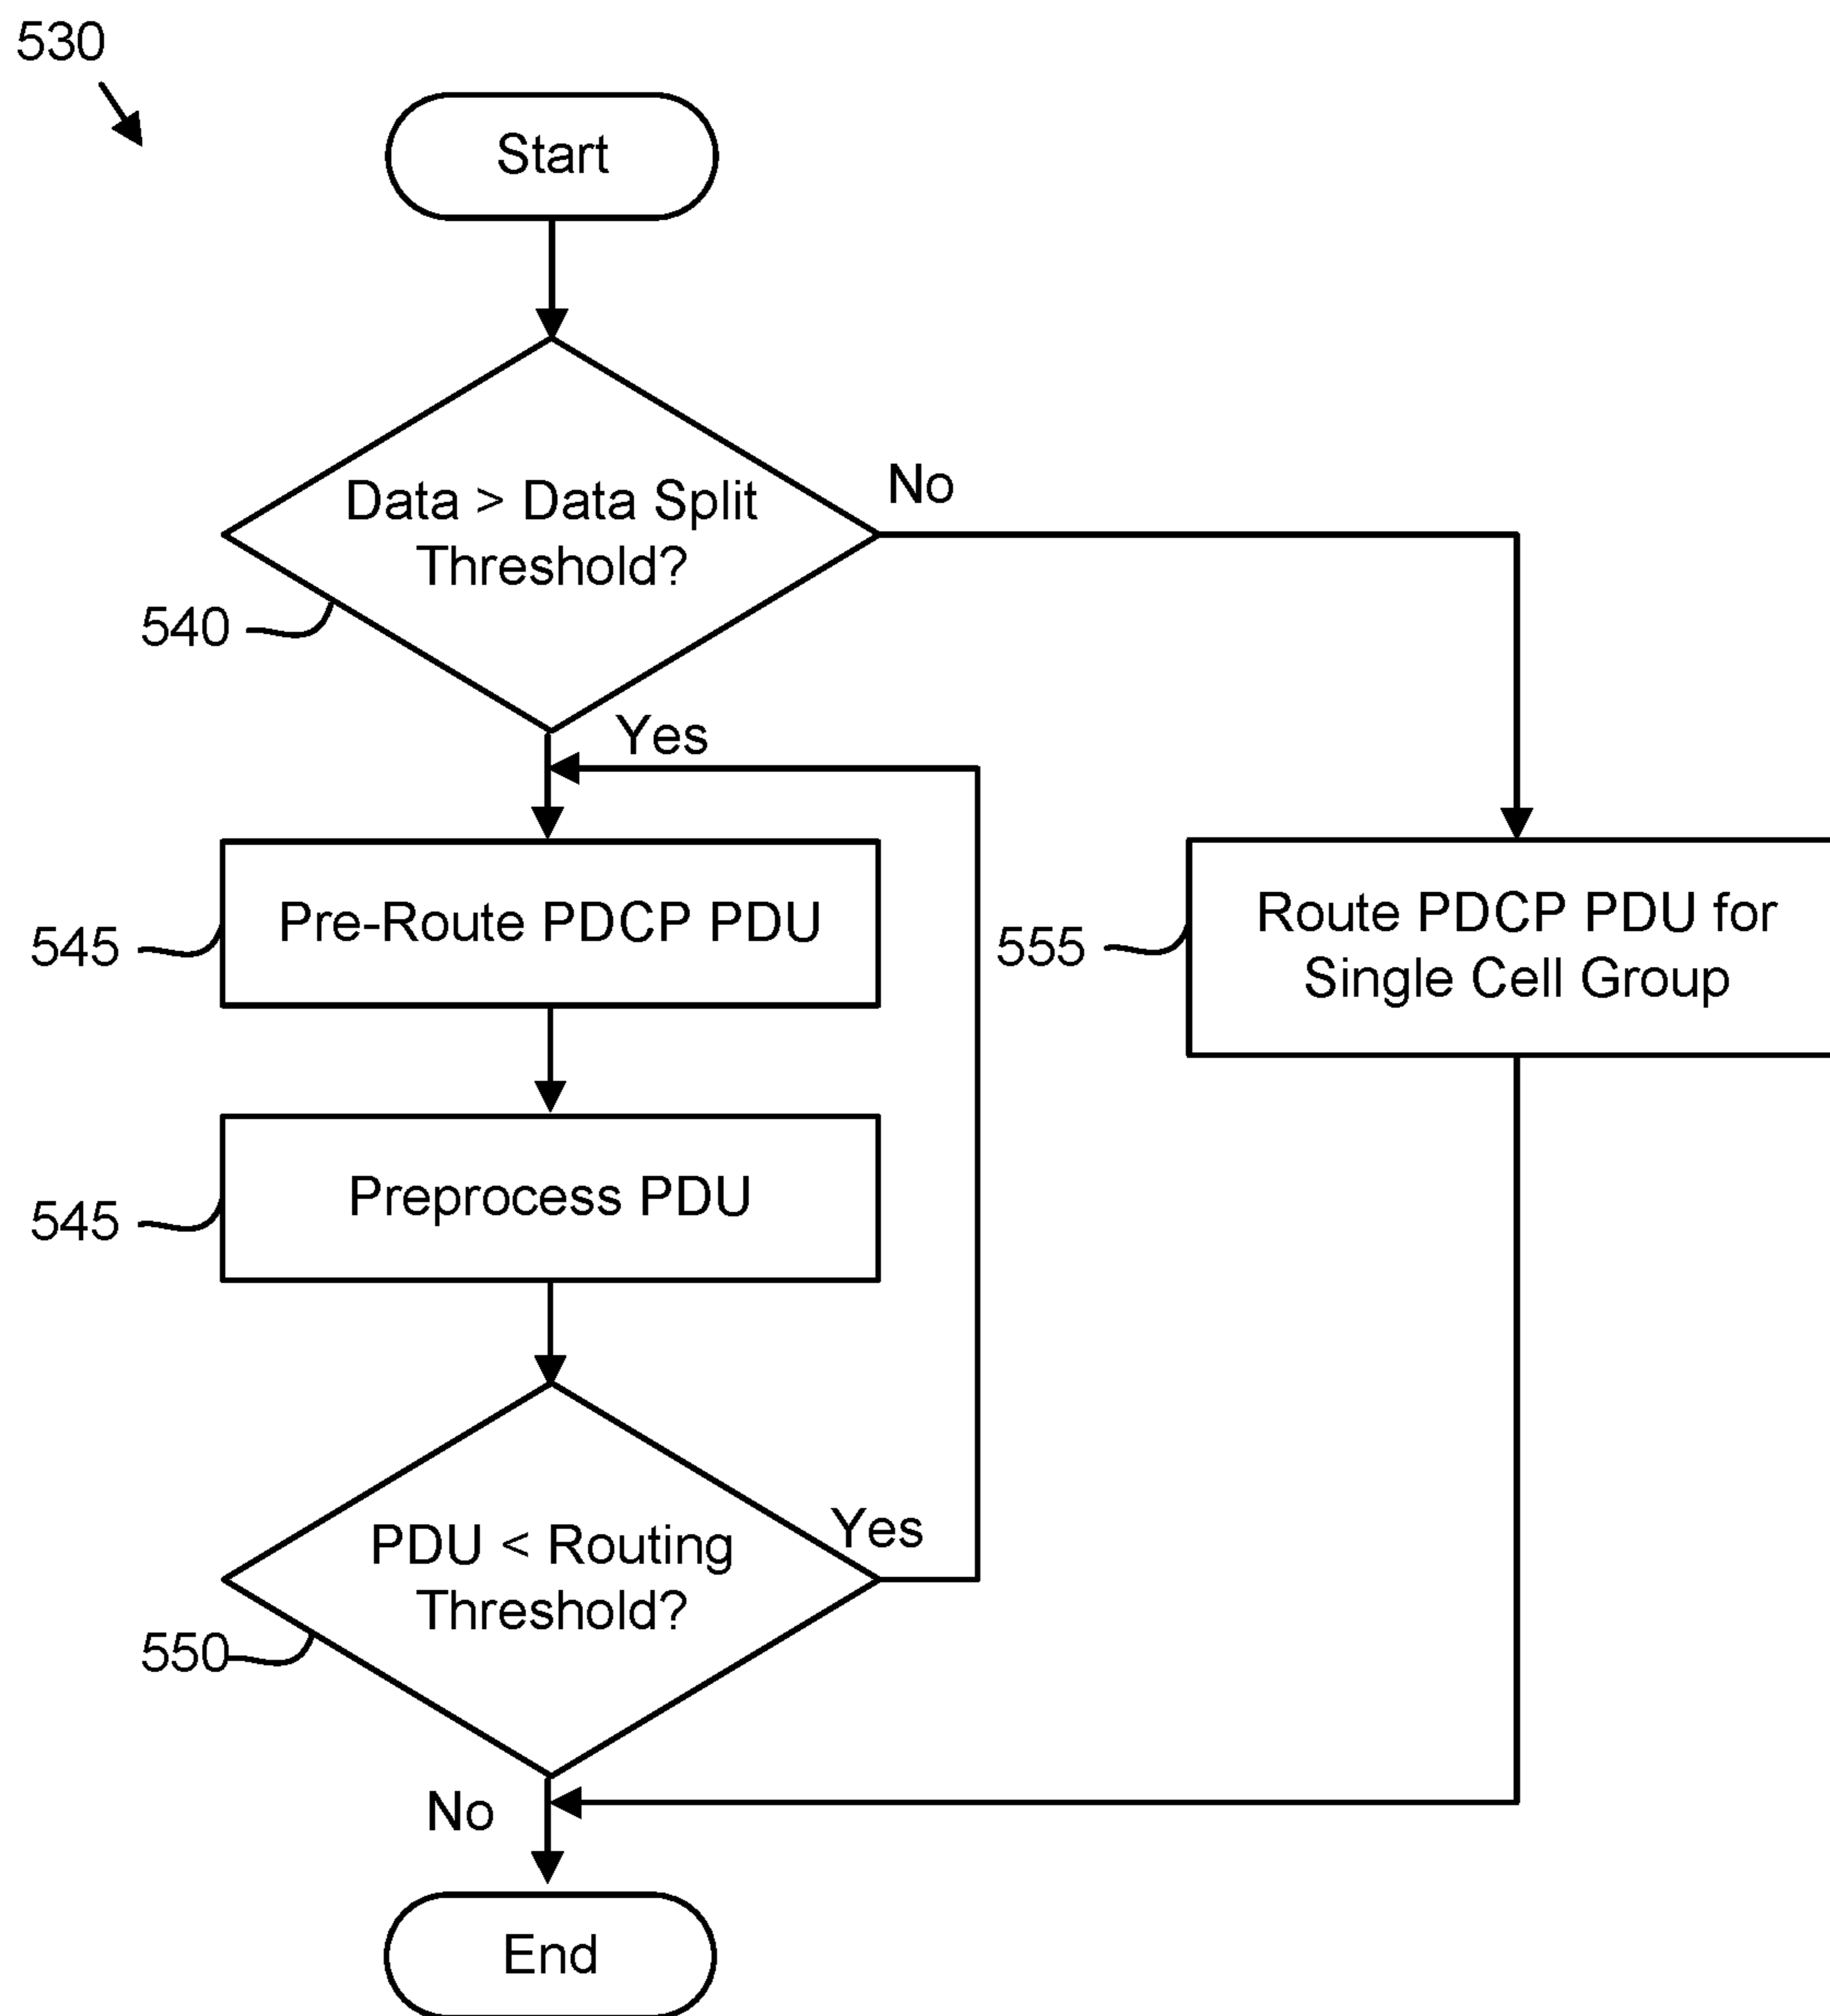 530
Start
Data > Data Split
Threshold?
No
540
Yes
Pre-Route PDCP PDU
545
Route PDCP PDU for
Single Cell Group
555
Preprocess PDU
545
PDU < Routing
Threshold?
Yes
550
No
End